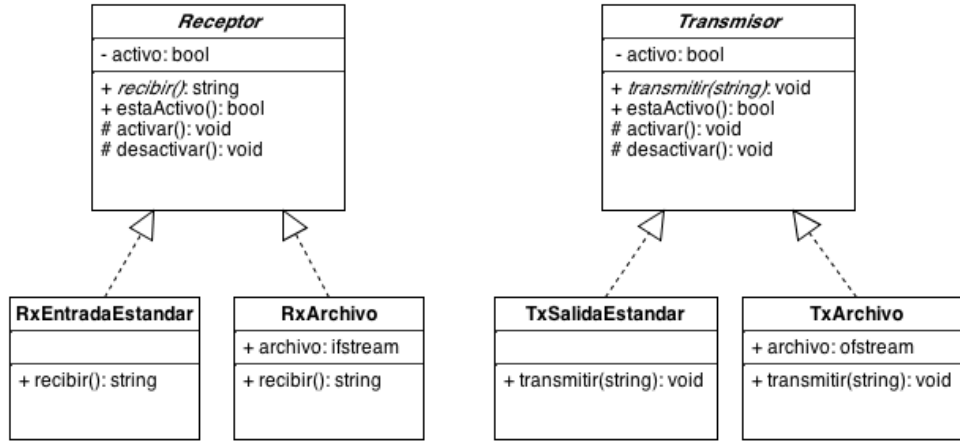 Receptor
- activo: bool
+ recibir(): string
+ estaActivo(): bool
# activar(): void
# desactivar(): void
Transmisor
- activo: bool
+ transmitir(string): void
+ estaActivo(): bool
# activar(): void
# desactivar(): void
RxEntradaEstandar
+ recibir(): string
RxArchivo
+ archivo: ifstream
+ recibir(): string
TxSalidaEstandar
+ transmitir(string): void
TxArchivo
+ archivo: ofstream
+ transmitir(string): void